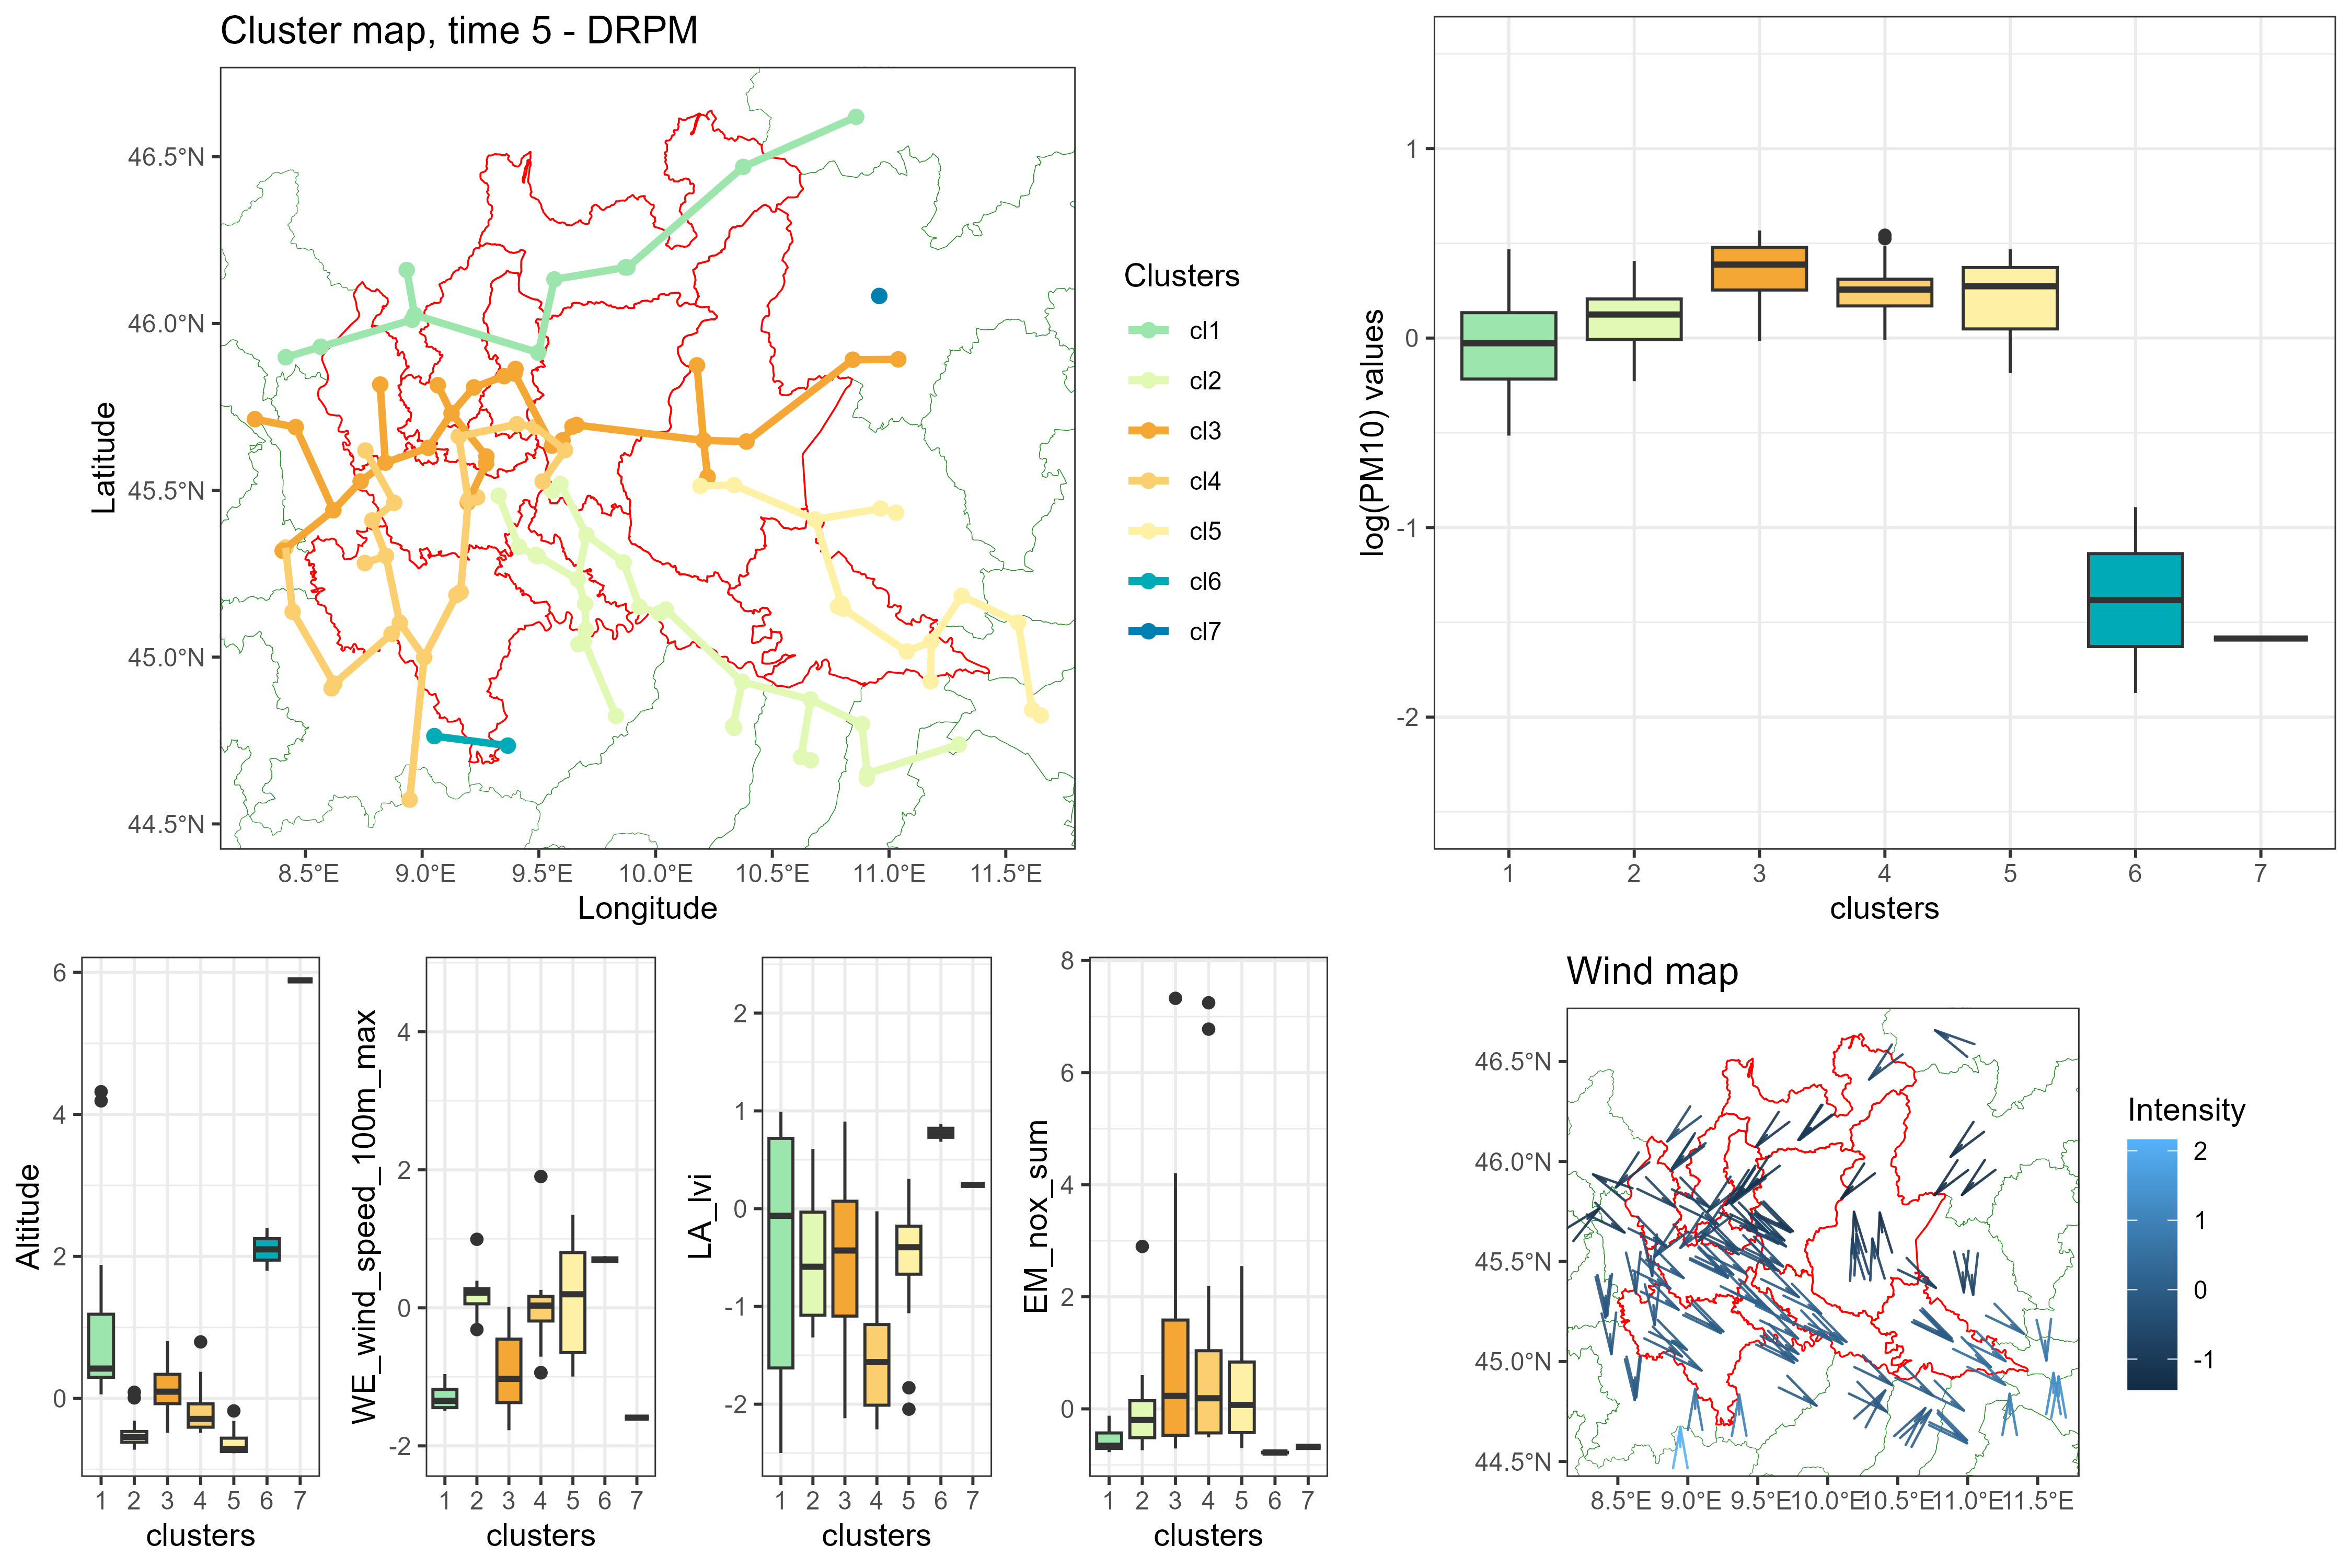 Cluster map, time 5 - DRPM
46.5°N
46.0°N
45.5°N
45.0°N
44.5°N
Latitude
8.5°E 9.0°E 9.5°E 10.0°E 10.5°E 11.0°E 11.5°E
Longitude
Clusters
cl1
cl2
cl3
cl4
cl5
cl6
cl7
log(PM10) values
1
0
-1
-2
1 2 3 4 5 6 7
clusters
Altitude
6
4
2
0
1 2 3 4 5 6 7
clusters
WE_wind_speed_100m_max
4
2
0
-2
1 2 3 4 5 6 7
clusters
LA_lvi
2
1
0
-1
-2
1 2 3 4 5 6 7
clusters
EM_nox_sum
8
6
4
2
0
1 2 3 4 5 6 7
clusters
Wind map
46.5°N
46.0°N
45.5°N
45.0°N
44.5°N
8.5°E 9.0°E 9.5°E 10.0°E 10.5°E 11.0°E 11.5°E
Intensity
2
1
0
-1